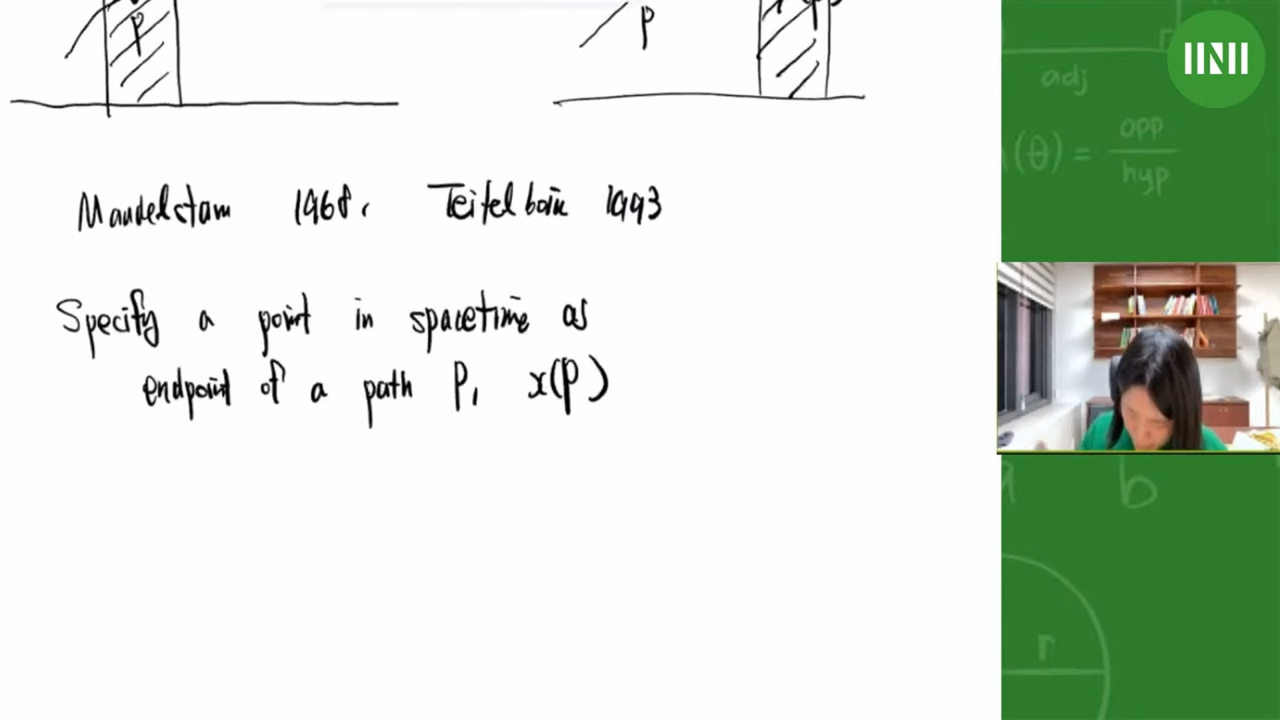 p
p
Mandelstam 1968, Teitelboim 1993
Specify a point in spacetime as
endpoint of a path P, x(p)
adj
(θ) = opp
hyp
b
r